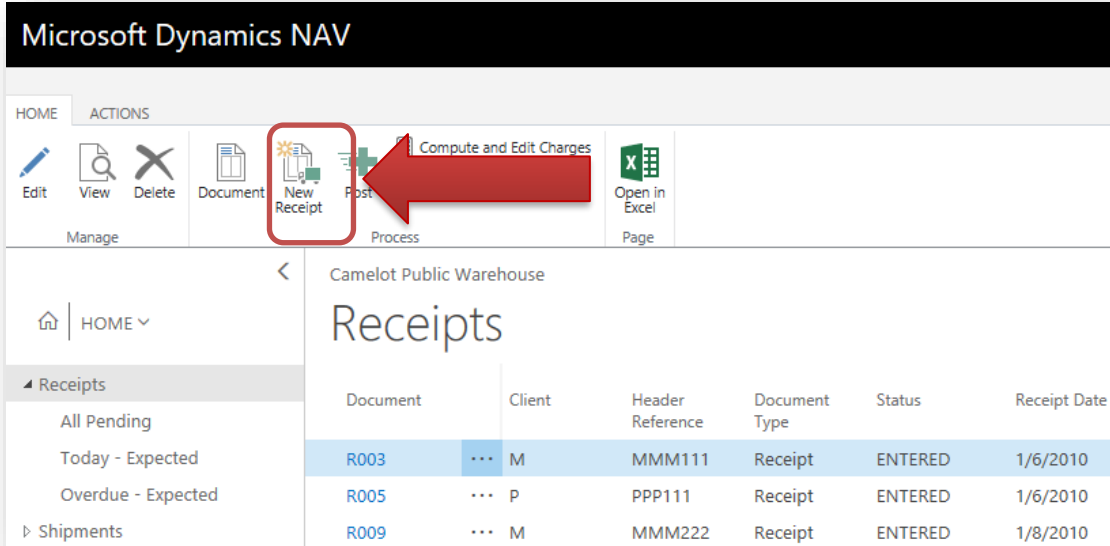 Microsoft Dynamics NAV
HOME ACTIONS
Compute and Edit Charges
Edit View Delete Document New Receipt Post Open in Excel
Manage Process Page
Camelot Public Warehouse
HOME
Receipts
Receipts
Document Client Header Reference Document Type Status Receipt Date
All Pending
Today - Expected
R003 ... M MMM111 Receipt ENTERED 1/6/2010
Overdue - Expected
R005 ... P PPP111 Receipt ENTERED 1/6/2010
Shipments
R009 ... M MMM222 Receipt ENTERED 1/8/2010